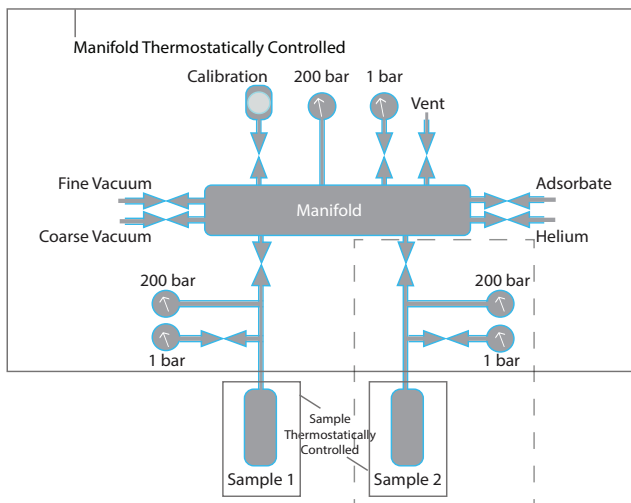 Manifold Thermostatically Controlled
Calibration
200 bar
1 bar
Vent
Fine Vacuum
Adsorbate
Manifold
Coarse Vacuum
Helium
200 bar
200 bar
1 bar
1 bar
Sample
Thermostatically
Controlled
Sample 1
Sample 2